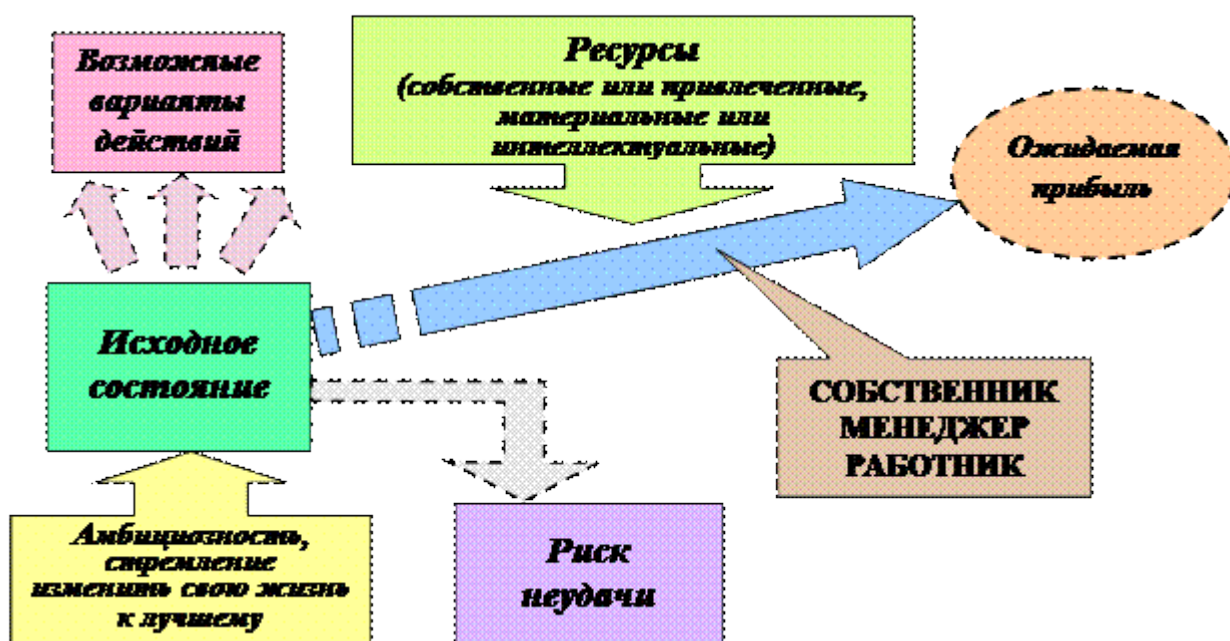 Возможные
варианты
действий
Ресурсы
(собственные или привлеченные,
материальные или
интеллектуальные)
Ожидаемая
прибыль
Исходное
состояние
СОБСТВЕННИК
МЕНЕДЖЕР
РАБОТНИК
Амбициозность,
стремление
изменить свою жизнь
к лучшему
Риск
неудачи